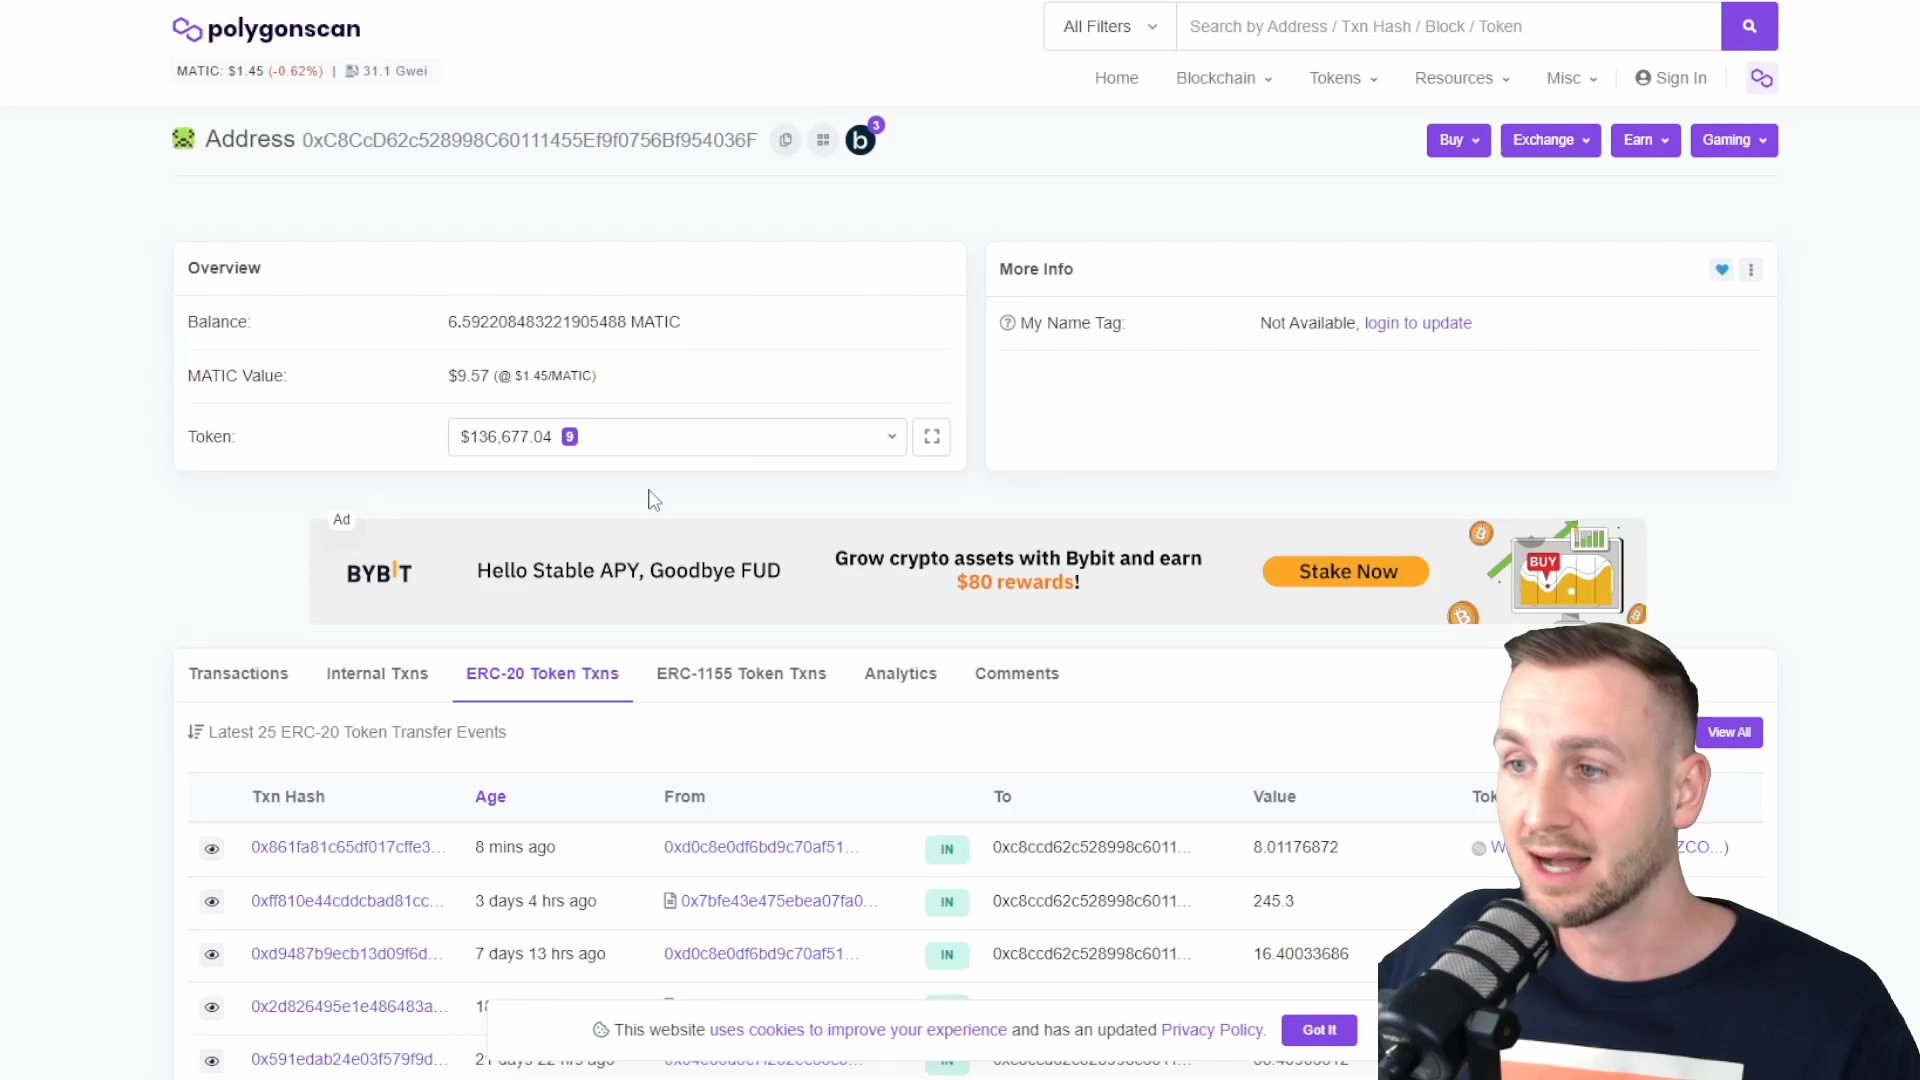 polygonscan
All Filters
Search by Address / Txn Hash / Block / Token
MATIC: $1.45 (-0.62%) | 31.1 Gwei
Home Blockchain Tokens Resources Misc Sign In
Address 0xC8CcD62c528998C60111455Ef9f0756Bf954036F
b 3
Buy Exchange Earn Gaming
Overview
Balance: 6.592208483221905488 MATIC
MATIC Value: $9.57 (@ $1.45/MATIC)
Token: $136,677.04 9
More Info
My Name Tag: Not Available, login to update
Ad
BYBIT Hello Stable APY, Goodbye FUD
Grow crypto assets with Bybit and earn
$80 rewards!
Stake Now
BUY
Transactions Internal Txns ERC-20 Token Txns ERC-1155 Token Txns Analytics Comments
Latest 25 ERC-20 Token Transfer Events
View All
Txn Hash Age From To Value
0x861fa81c65df017cffe3... 8 mins ago 0xd0c8e0df6bd9c70af51... IN 0xc8ccd62c528998c6011... 8.01176872
0xff810e44cddcbad81cc... 3 days 4 hrs ago 0x7bfe43e475ebea07fa0... IN 0xc8ccd62c528998c6011... 245.3
0xd9487b9ecb13d09f6d... 7 days 13 hrs ago 0xd0c8e0df6bd9c70af51... IN 0xc8ccd62c528998c6011... 16.40033686
0x2d826495e1e486483a...
This website uses cookies to improve your experience and has an updated Privacy Policy.
Got It
0x591edab24e03f579f9d...